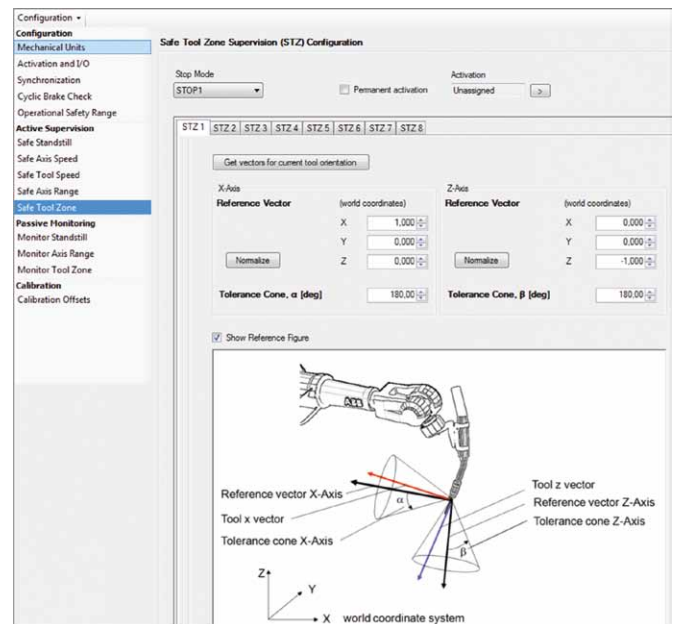 Configuration
Configuration
Mechanical Units
Activation and I/O
Synchronization
Cyclic Brake Check
Operational Safety Range
Active Supervision
Safe Standstill
Safe Axis Speed
Safe Tool Speed
Safe Axis Range
Safe Tool Zone
Passive Monitoring
Monitor Standstill
Monitor Axis Range
Monitor Tool Zone
Calibration
Calibration Offsets
Safe Tool Zone Supervision (STZ) Configuration
Stop Mode
STOP1
Permanent activation
Activation
Unassigned >
STZ 1 STZ 2 STZ 3 STZ 4 STZ 5 STZ 6 STZ 7 STZ 8
Get vectors for current tool orientation
X-Axis
Reference Vector (world coordinates)
X 1,000
Y 0,000
Normalize Z 0,000
Tolerance Cone, α [deg] 180,00
Z-Axis
Reference Vector (world coordinates)
X 0,000
Y 0,000
Normalize Z -1,000
Tolerance Cone, β [deg] 180,00
Show Reference Figure
ABB
Reference vector X-Axis
Tool x vector
Tolerance cone X-Axis
α
Tool z vector
Reference vector Z-Axis
Tolerance cone Z-Axis
β
Z
Y
X world coordinate system